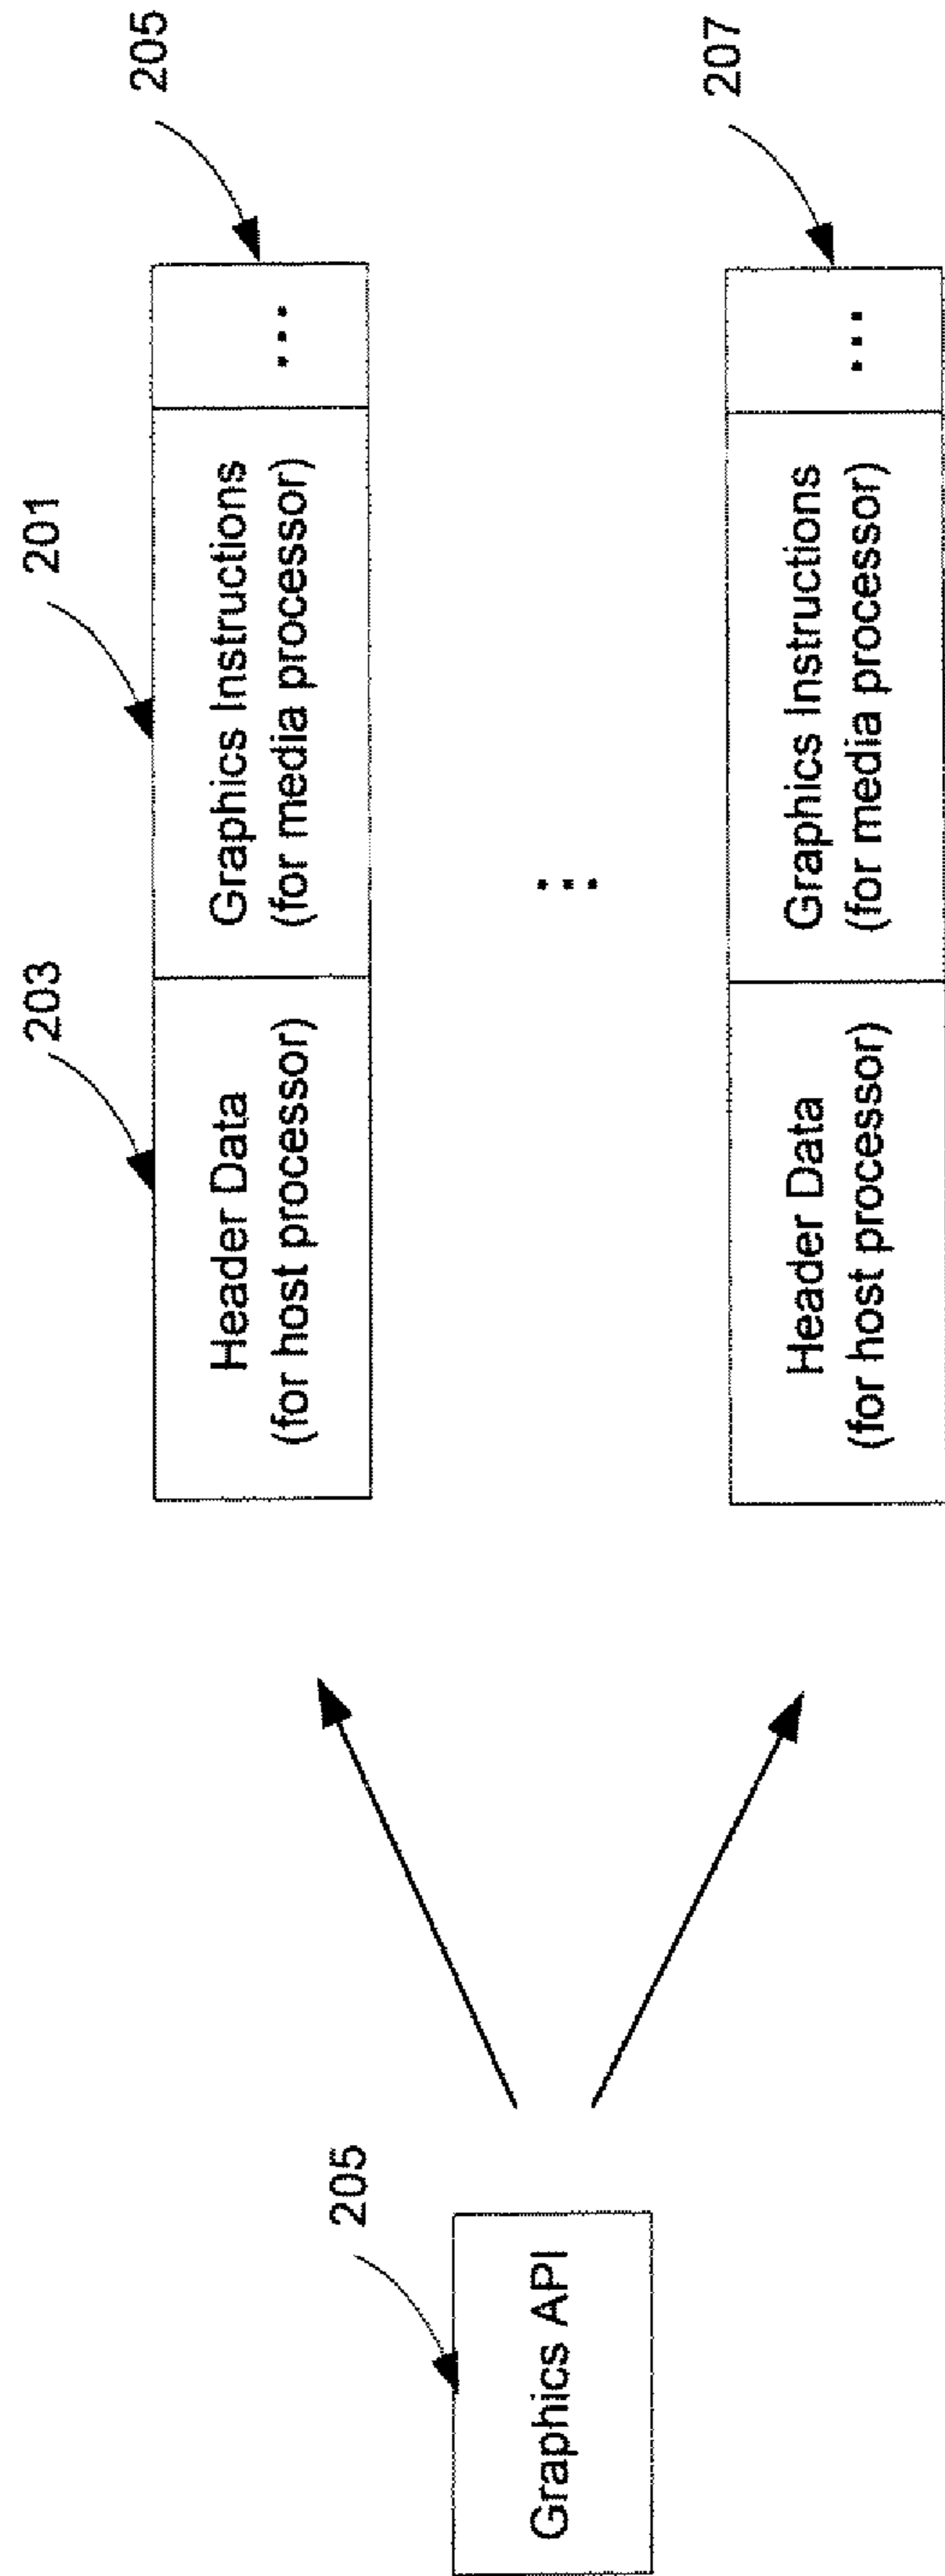 205
Graphics API
203
201
205
Header Data
(for host processor)
Graphics Instructions
(for media processor)
...
...
207
Header Data
(for host processor)
Graphics Instructions
(for media processor)
...